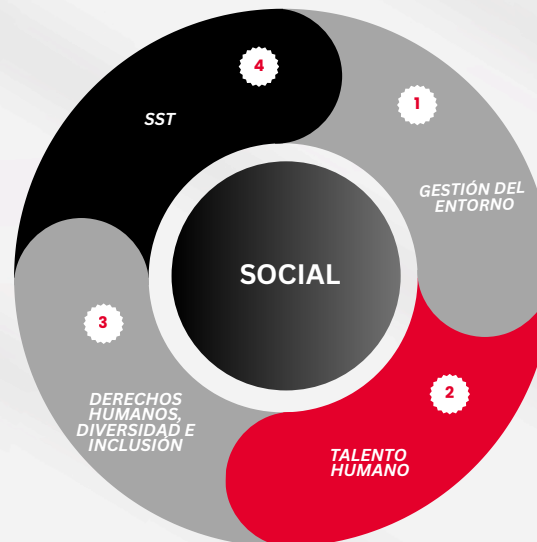 SOCIAL
1
GESTIÓN DEL
ENTORNO
2
TALENTO
HUMANO
3
DERECHOS
HUMANOS,
DIVERSIDAD E
INCLUSIÓN
4
SST